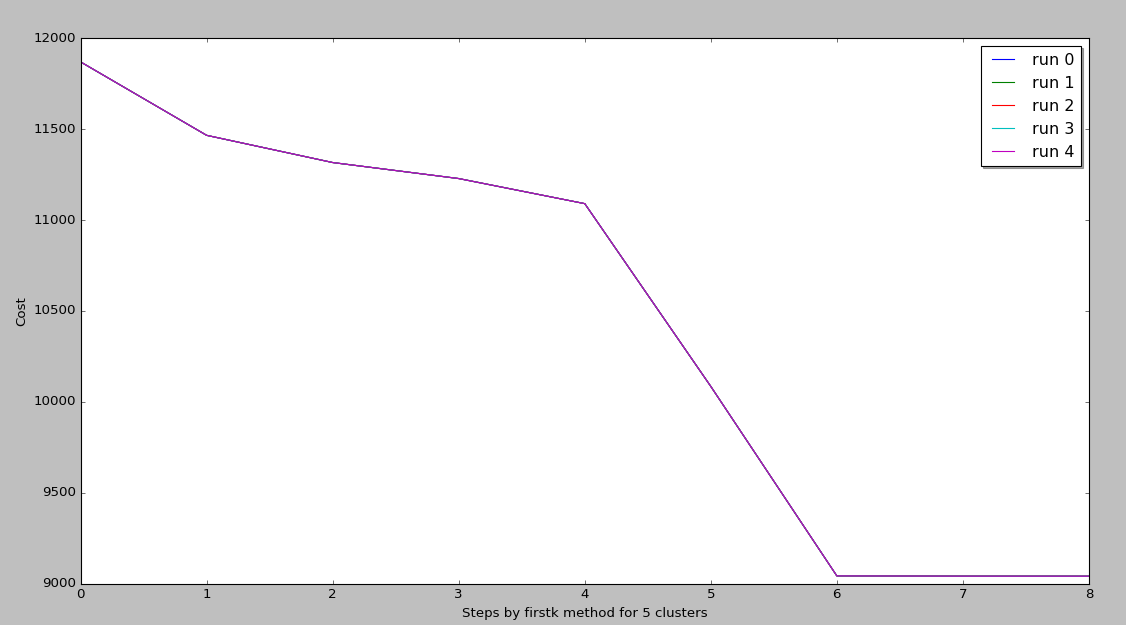 12000
11500
11000
10500
10000
9500
9000
Cost
0 1 2 3 4 5 6 7 8
Steps by firstk method for 5 clusters
run 0
run 1
run 2
run 3
run 4